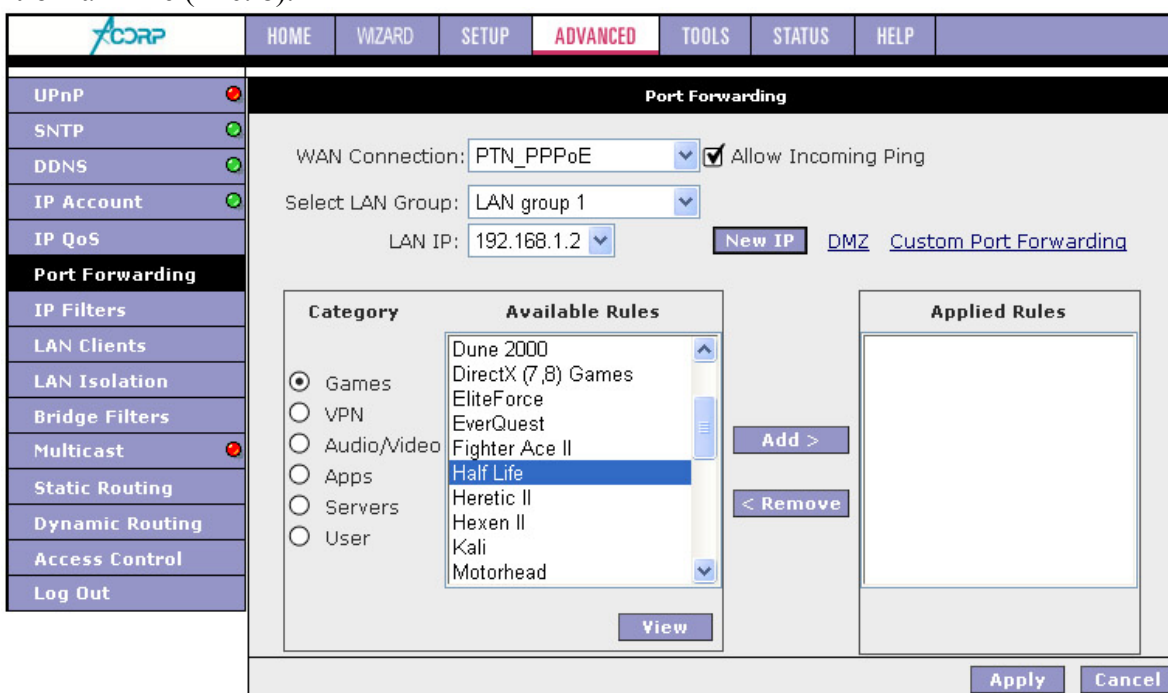 ACORP
HOME WIZARD SETUP ADVANCED TOOLS STATUS HELP
UPnP
SNTP
DDNS
IP Account
IP QoS
Port Forwarding
IP Filters
LAN Clients
LAN Isolation
Bridge Filters
Multicast
Static Routing
Dynamic Routing
Access Control
Log Out
Port Forwarding
WAN Connection: PTN_PPPoE Allow Incoming Ping
Select LAN Group: LAN group 1
LAN IP: 192.168.1.2 New IP DMZ Custom Port Forwarding
Category
Games
VPN
Audio/Video
Apps
Servers
User
Available Rules
Dune 2000
DirectX (7,8) Games
EliteForce
EverQuest
Fighter Ace II
Half Life
Heretic II
Hexen II
Kali
Motorhead
View
Add >
< Remove
Applied Rules
Apply Cancel